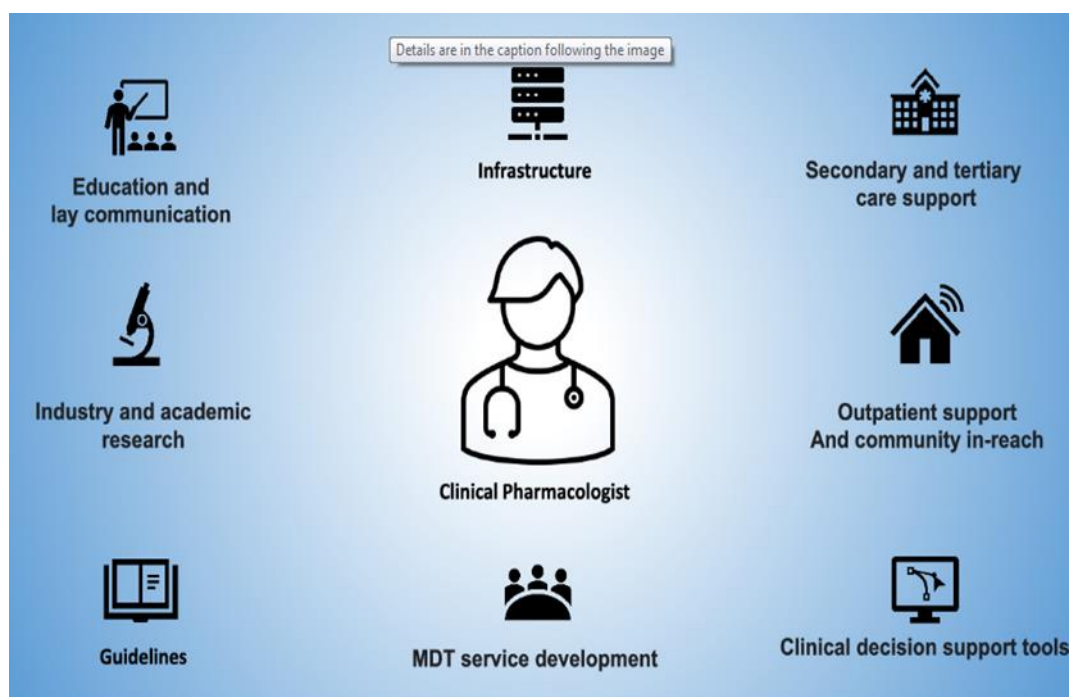 Details are in the caption following the image
Infrastructure
Education and
lay communication
Secondary and tertiary
care support
Industry and academic
research
Clinical Pharmacologist
Outpatient support
And community in-reach
Guidelines
MDT service development
Clinical decision support tools